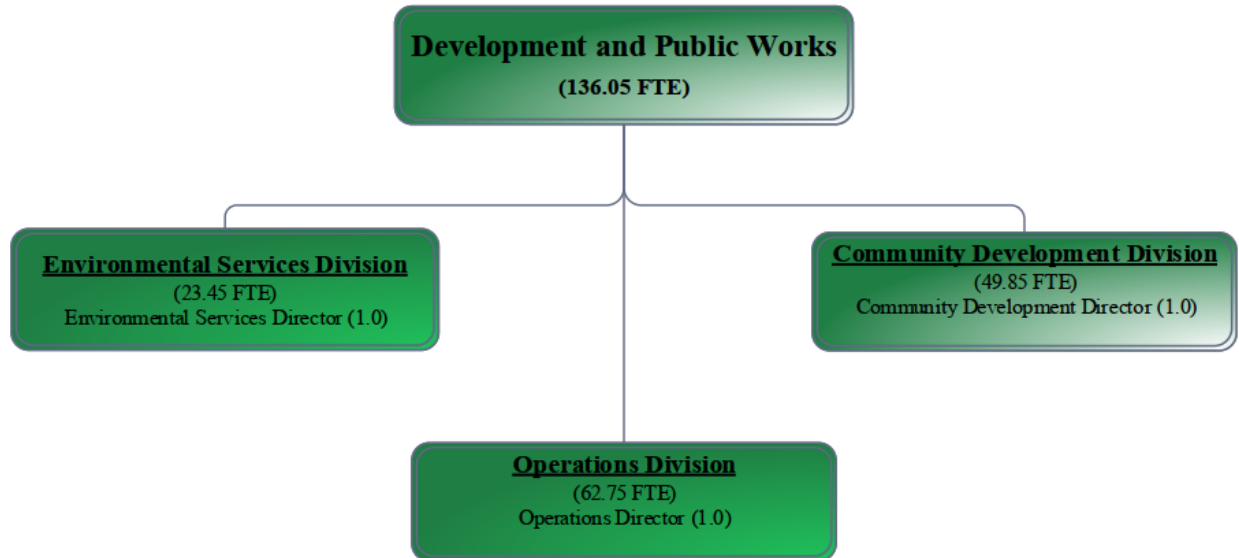 Development and Public Works
(136.05 FTE)
Environmental Services Division
(23.45 FTE)
Environmental Services Director (1.0)
Community Development Division
(49.85 FTE)
Community Development Director (1.0)
Operations Division
(62.75 FTE)
Operations Director (1.0)